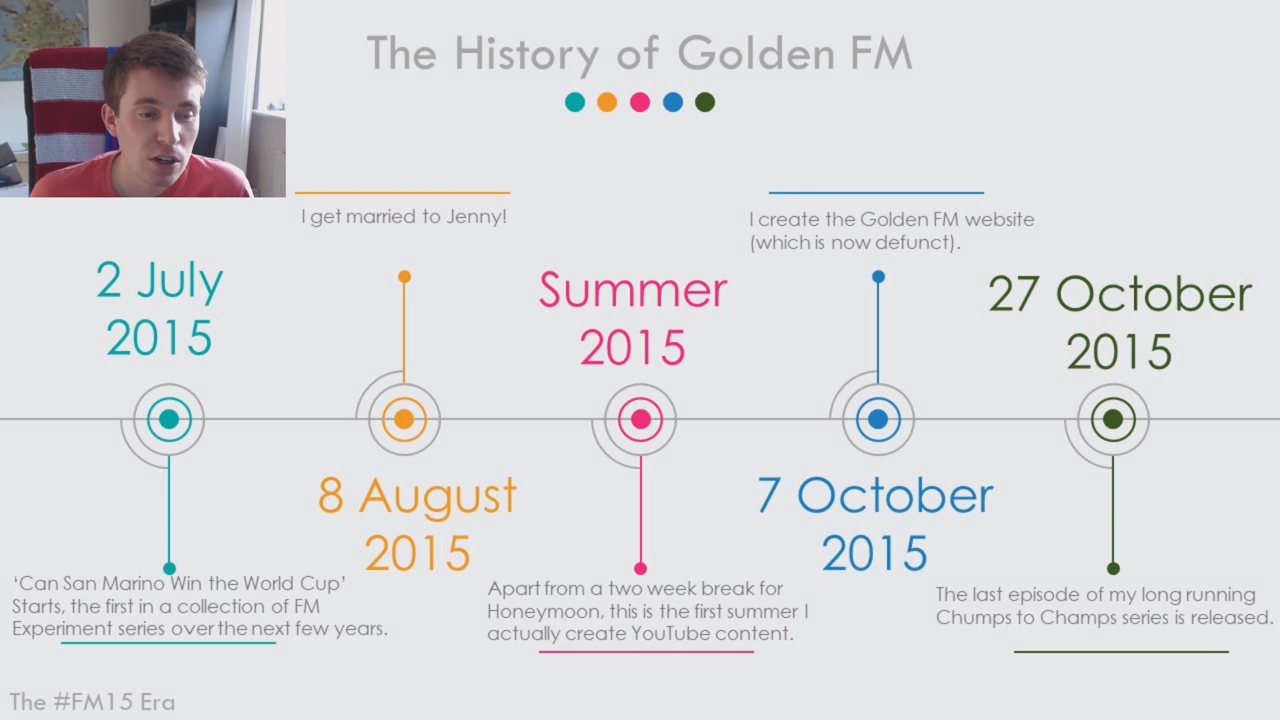 The History of Golden FM
2 July
2015
'Can San Marino Win the World Cup'
Starts, the first in a collection of FM
Experiment series over the next few years.
I get married to Jenny!
8 August
2015
Summer
2015
Apart from a two week break for
Honeymoon, this is the first summer I
actually create YouTube content.
I create the Golden FM website
(which is now defunct).
7 October
2015
27 October
2015
The last episode of my long running
Chumps to Champs series is released.
The #FM15 Era